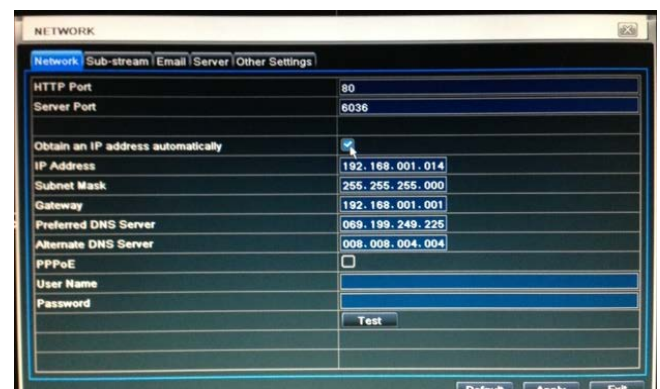 NETWORK
Network Sub-stream Email Server Other Settings
HTTP Port 80
Server Port 6036
Obtain an IP address automatically
IP Address 192.168.001.014
Subnet Mask 255.255.255.000
Gateway 192.168.001.001
Preferred DNS Server 069.199.249.225
Alternate DNS Server 008.008.004.004
PPPoE
User Name
Password
Test
Default Apply Exit